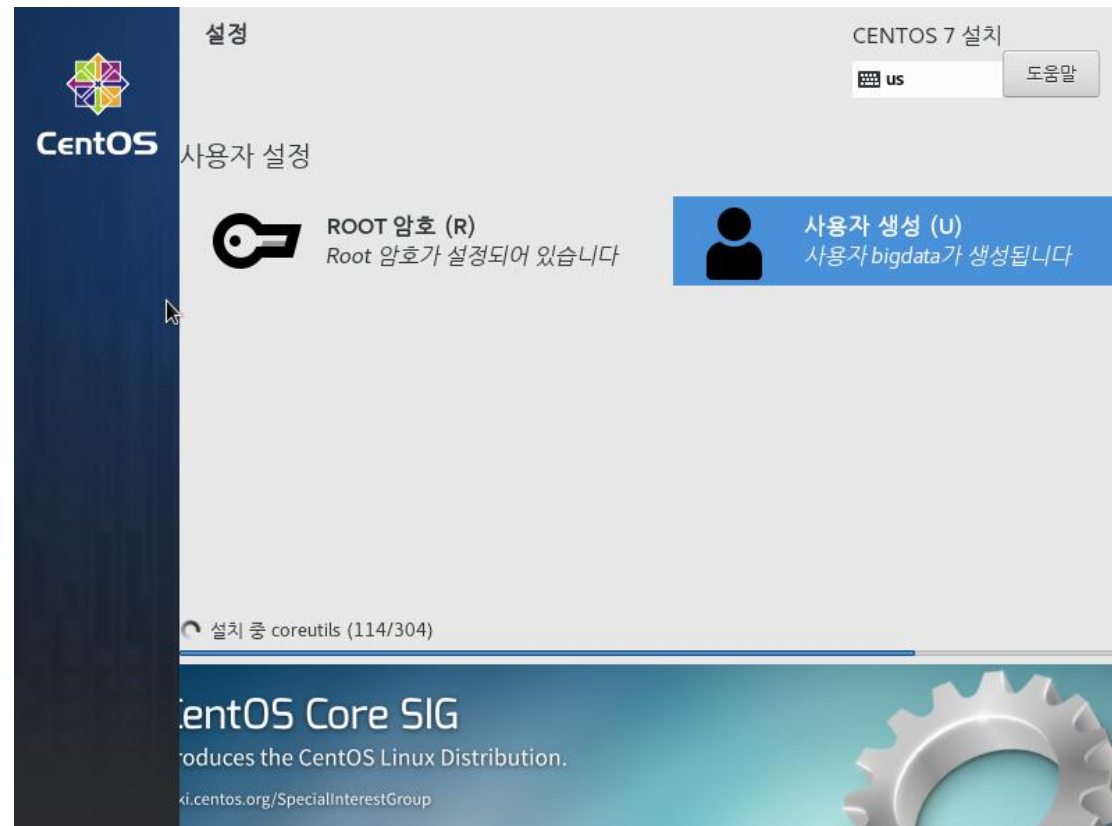 설정
CENTOS 7 설치
us
도움말
CentOS
사용자 설정
ROOT 암호 (R)
Root 암호가 설정되어 있습니다
사용자 생성 (U)
사용자 bigdata가 생성됩니다
설치 중 coreutils (114/304)
entOS Core SIG
oduces the CentOS Linux Distribution.
ki.centos.org/SpecialInterestGroup